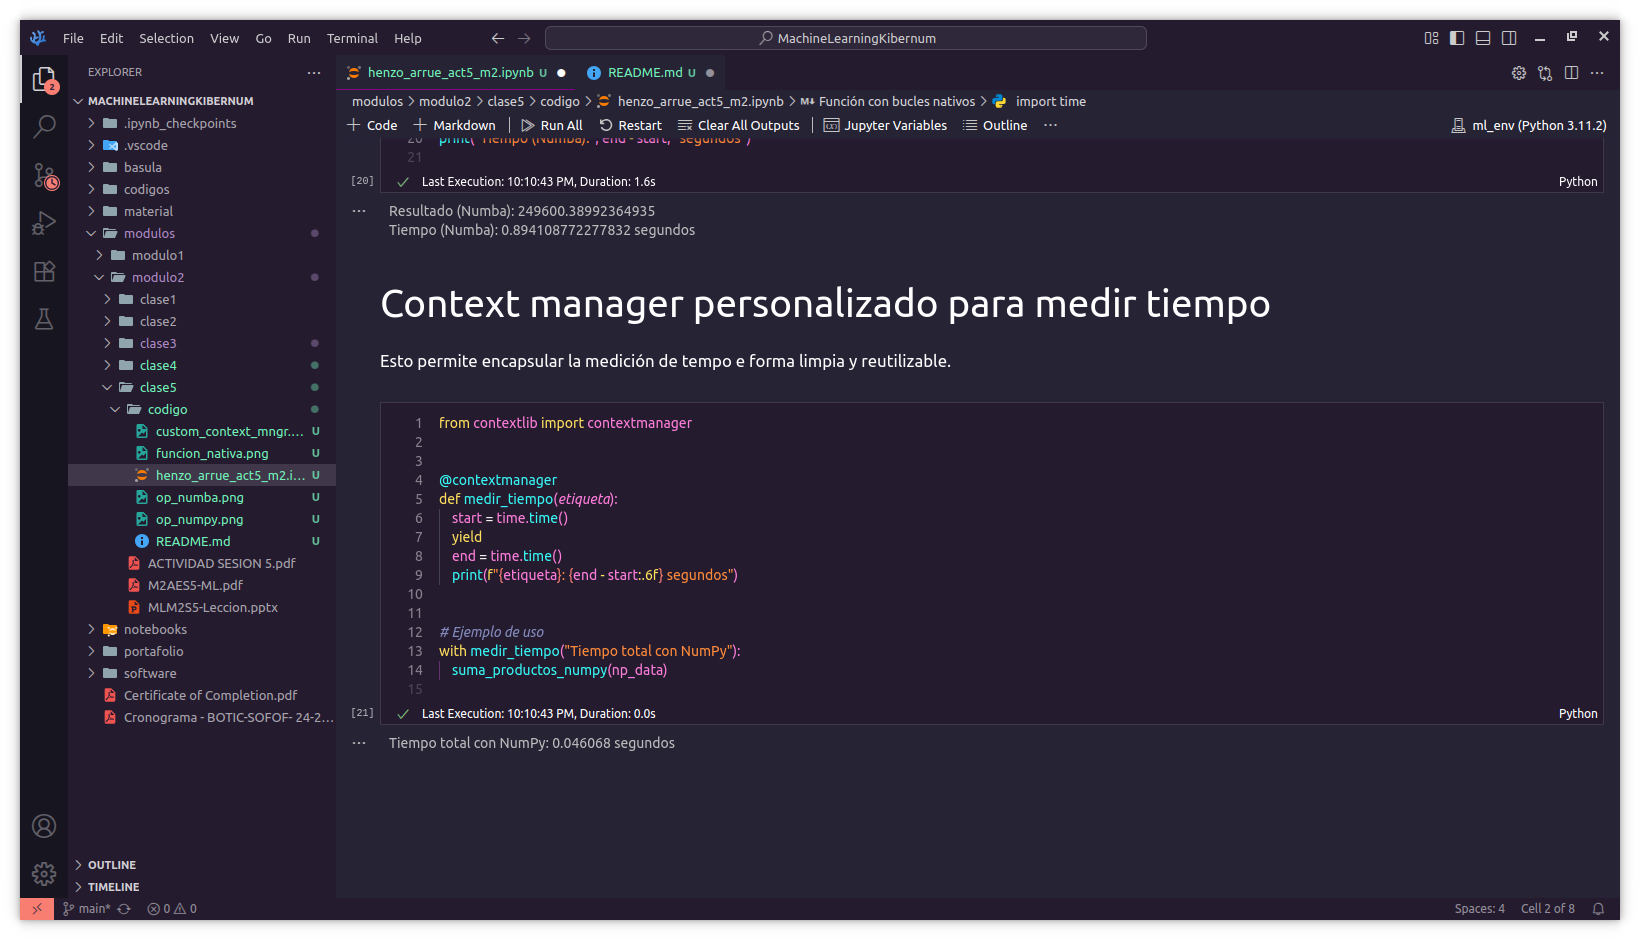 File Edit Selection View Go Run Terminal Help
MachineLearningKibernum
EXPLORER
MACHINELEARNINGKIBERNUM
.ipynb_checkpoints
.vscode
basula
codigos
material
modulos
modulo1
modulo2
clase1
clase2
clase3
clase4
clase5
codigo
custom_context_mngr.... U
funcion_nativa.png U
henzo_arrue_act5_m2.i... U
op_numba.png U
op_numpy.png U
README.md U
ACTIVIDAD SESION 5.pdf
M2AES5-ML.pdf
MLM2S5-Leccion.pptx
notebooks
portafolio
software
Certificate of Completion.pdf
Cronograma - BOTIC-SOFOF- 24-2...
OUTLINE
TIMELINE
2
henzo_arrue_act5_m2.ipynb U
README.md U
modulos > modulo2 > clase5 > codigo > henzo_arrue_act5_m2.ipynb > M↓ Función con bucles nativos > import time
+ Code + Markdown | Run All Restart Clear All Outputs | Jupyter Variables Outline ...
ml_env (Python 3.11.2)
20 print("Tiempo (Numba):", end - start, "segundos")
21
[20] Last Execution: 10:10:43 PM, Duration: 1.6s Python
... Resultado (Numba): 249600.38992364935
Tiempo (Numba): 0.894108772277832 segundos
Context manager personalizado para medir tiempo
Esto permite encapsular la medición de tempo e forma limpia y reutilizable.
1 from contextlib import contextmanager
2
3
4 @contextmanager
5 def medir_tiempo(etiqueta):
6 start = time.time()
7 yield
8 end = time.time()
9 print(f"{etiqueta}: {end - start:.6f} segundos")
10
11
12 # Ejemplo de uso
13 with medir_tiempo("Tiempo total con NumPy"):
14 suma_productos_numpy(np_data)
15
[21] Last Execution: 10:10:43 PM, Duration: 0.0s Python
... Tiempo total con NumPy: 0.046068 segundos
main* 0 0
Spaces: 4 Cell 2 of 8